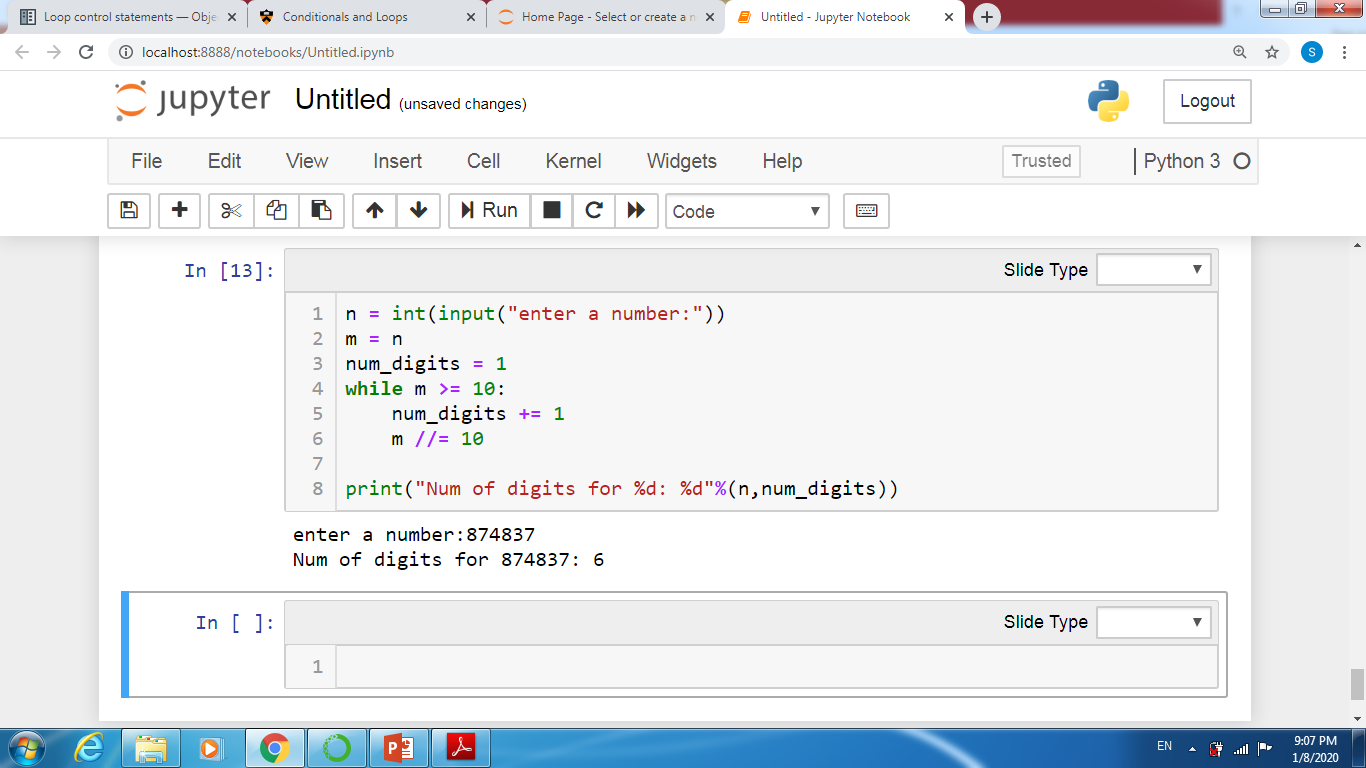 Loop control statements — Obje
Conditionals and Loops
Home Page - Select or create a n
Untitled - Jupyter Notebook
localhost:8888/notebooks/Untitled.ipynb
S
jupyter Untitled (unsaved changes)
Logout
File Edit View Insert Cell Kernel Widgets Help
Trusted
Python 3
Run
Code
In [13]:
Slide Type
1 n = int(input("enter a number:"))
2 m = n
3 num_digits = 1
4 while m >= 10:
5     num_digits += 1
6     m //= 10
7
8 print("Num of digits for %d: %d"%(n,num_digits))
enter a number:874837
Num of digits for 874837: 6
In [ ]:
Slide Type
1
EN
9:07 PM
1/8/2020